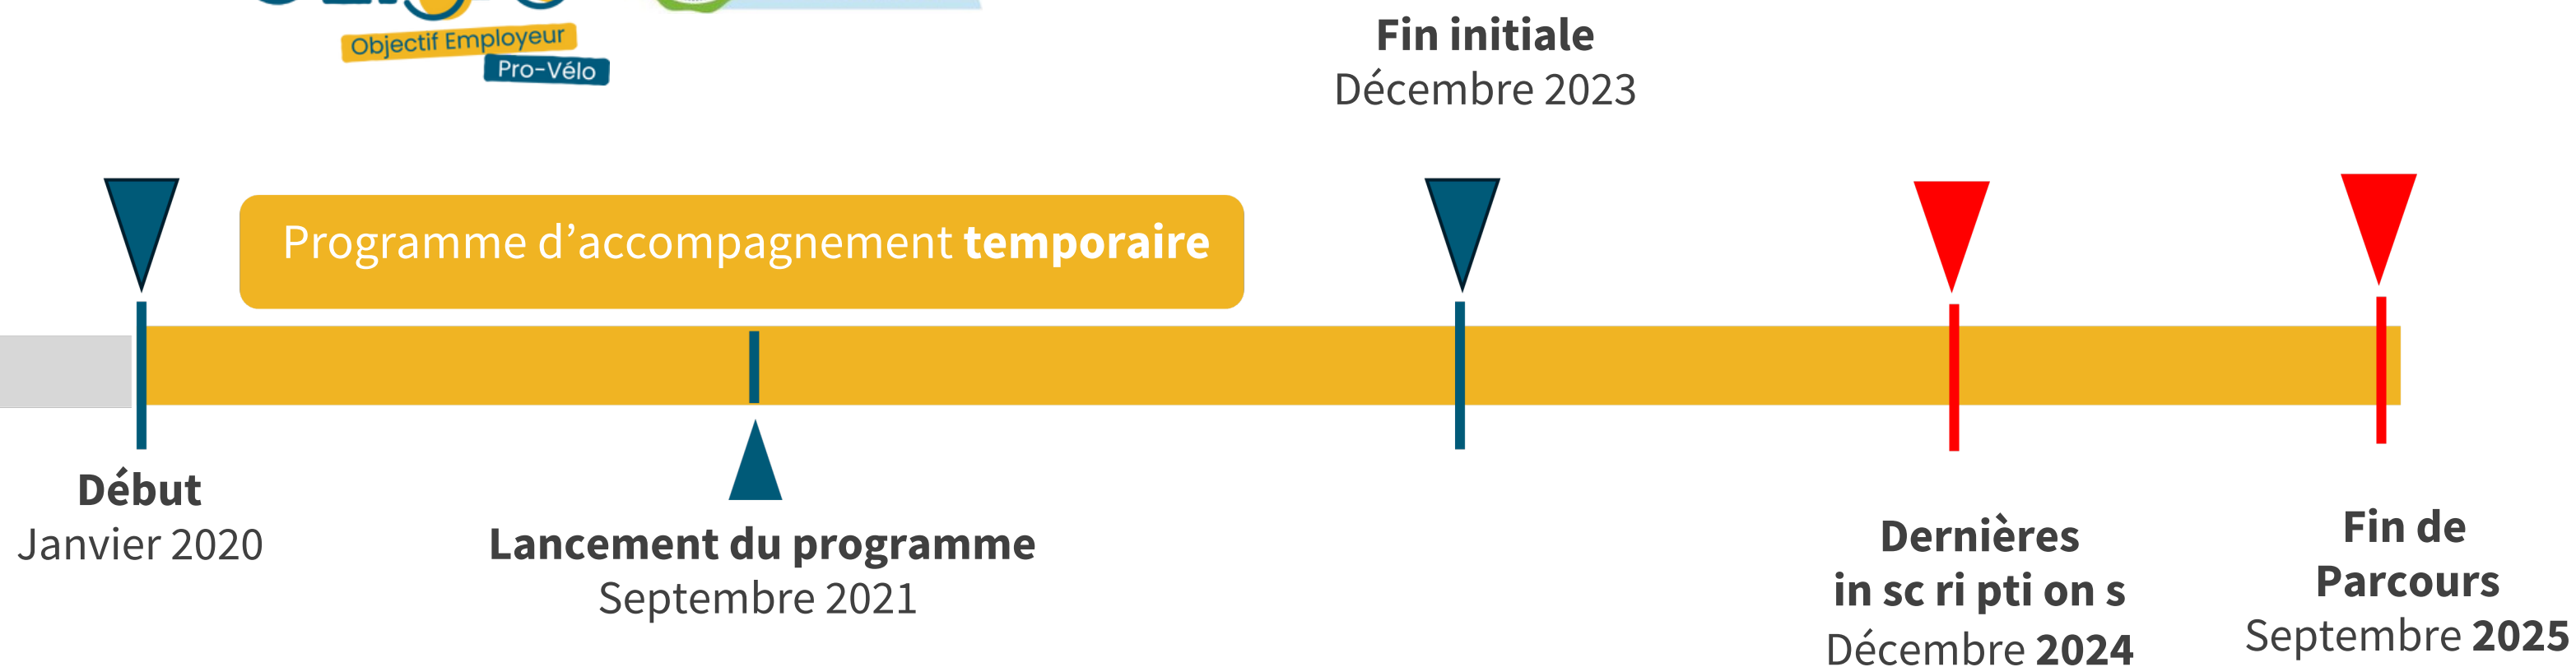 Objectif Employeur
Pro-Vélo
Fin initiale
Décembre 2023
Programme d’accompagnement temporaire
Début
Janvier 2020
Lancement du programme
Septembre 2021
Dernières
in sc ri pti on s
Décembre 2024
Fin de
Parcours
Septembre 2025